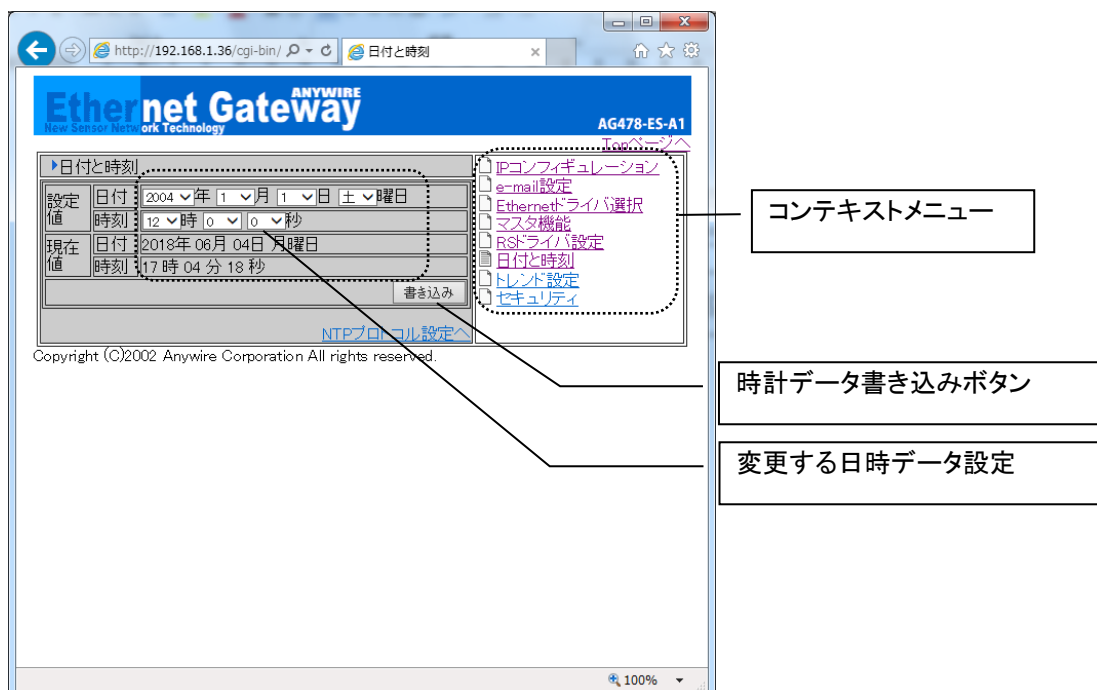 http://192.168.1.36/cgi-bin/
日付と時刻
ANYWIRE
Ethernet Gateway
New Sensor Network Technology
AG478-ES-A1
Topページへ
日付と時刻
設定値 日付 2004 年 1 月 1 日 土 曜日
時刻 12 時 0 0 秒
現在値 日付 2018年 06月 04日 月曜日
時刻 17 時 04 分 18 秒
書き込み
NTPプロトコル設定へ
IPコンフィギュレーション
e-mail設定
Ethernetドライバ選択
マスタ機能
RSドライバ設定
日付と時刻
トレンド設定
セキュリティ
Copyright (C)2002 Anywire Corporation All rights reserved.
コンテキストメニュー
時計データ書き込みボタン
変更する日時データ設定
100%